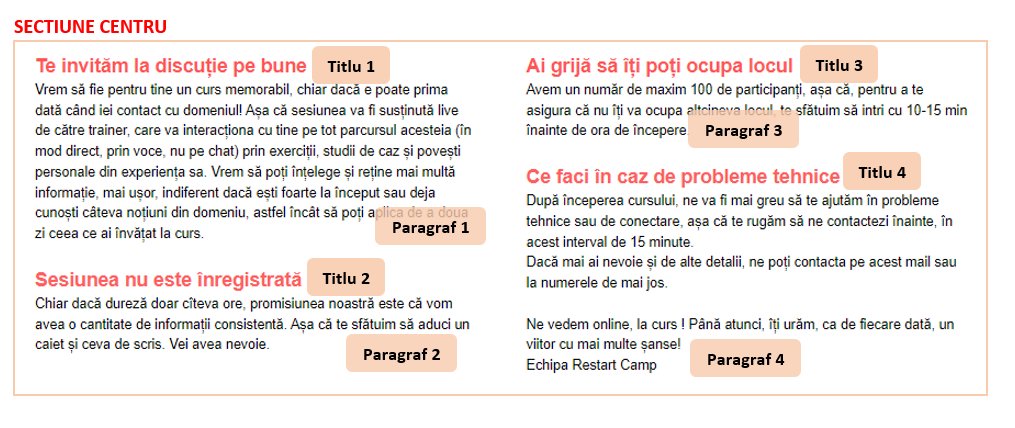 SECTIUNE CENTRU
Te invităm la discuție pe bune
Titlu 1
Vrem să fie pentru tine un curs memorabil, chiar dacă e poate prima
dată când iei contact cu domeniul! Așa că sesiunea va fi susținută live
de către trainer, care va interacționa cu tine pe tot parcursul acesteia (în
mod direct, prin voce, nu pe chat) prin exerciții, studii de caz și povești
personale din experiența sa. Vrem să poți înțelege și reține mai multă
informație, mai ușor, indiferent dacă ești foarte la început sau deja
cunoști câteva noțiuni din domeniu, astfel încât să poți aplica de a doua
zi ceea ce ai învățat la curs.
Paragraf 1
Sesiunea nu este înregistrată
Titlu 2
Chiar dacă dureză doar cîteva ore, promisiunea noastră este că vom
avea o cantitate de informații consistentă. Așa că te sfătuim să aduci un
caiet și ceva de scris. Vei avea nevoie.
Paragraf 2
Ai grijă să îți poți ocupa locul
Titlu 3
Avem un număr de maxim 100 de participanți, așa că, pentru a te
asigura că nu îți va ocupa altcineva locul, te sfătuim să intri cu 10-15 min
înainte de ora de începere.
Paragraf 3
Ce faci în caz de probleme tehnice
Titlu 4
După începerea cursului, ne va fi mai greu să te ajutăm în probleme
tehnice sau de conectare, așa că te rugăm să ne contactezi înainte, în
acest interval de 15 minute.
Dacă mai ai nevoie și de alte detalii, ne poți contacta pe acest mail sau
la numerele de mai jos.
Ne vedem online, la curs ! Până atunci, îți urăm, ca de fiecare dată, un
viitor cu mai multe șanse!
Echipa Restart Camp
Paragraf 4